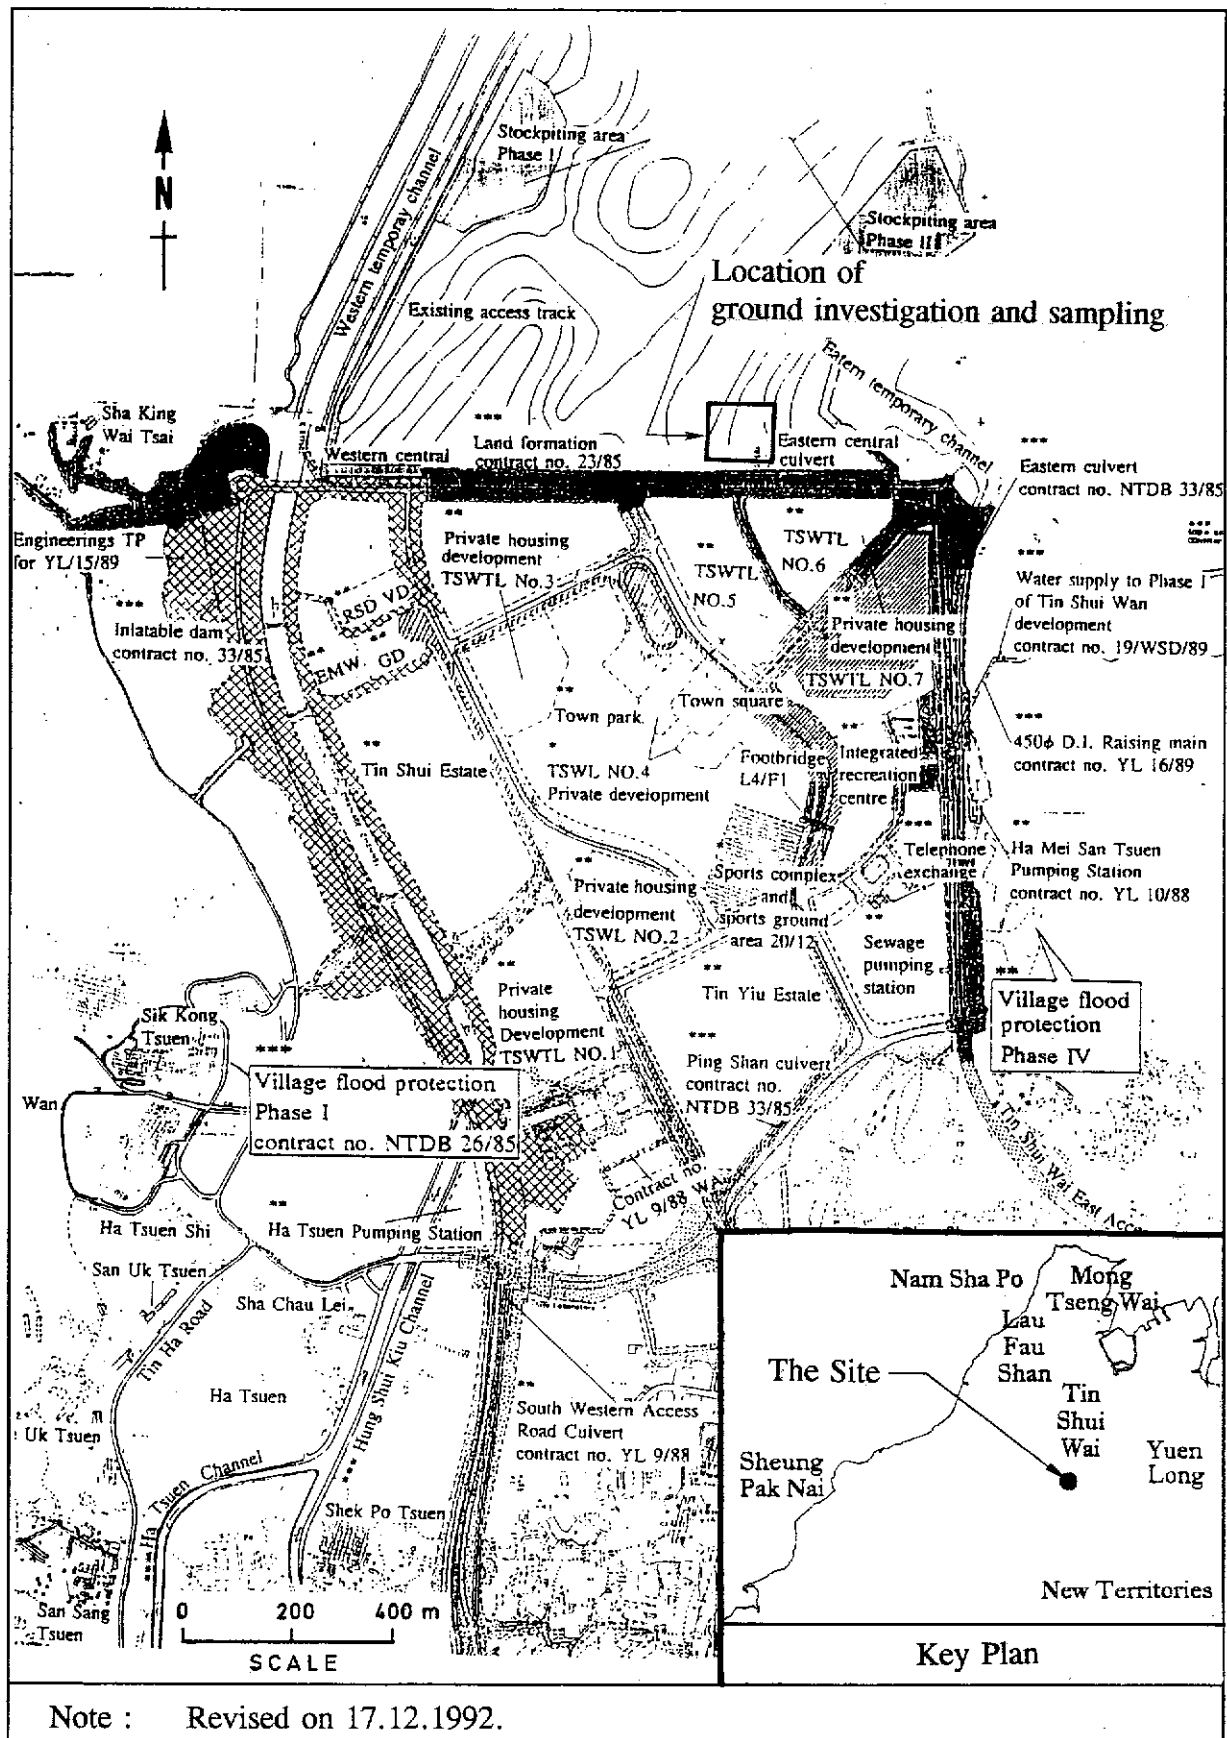 Stockpiting area
Phase I
N
Stockpiting area
Phase II
Western temporay channel
Location of
ground investigation and sampling
Existing access track
Eatern temporary channel
Sha King
Wai Tsai
***
Land formation
contract no. 23/85
Western central
Eastern central
culvert
***
Eastern culvert
contract no. NTDB 33/85
Engineerings TP
for YL/15/89
**
Private housing
development
TSWTL No.3
**
TSWTL
NO.5
**
TSWTL
NO.6
***
Water supply to Phase I
of Tin Shui Wan
development
contract no. 19/WSD/89
***
Inlatable dam
contract no. 33/85
RSD VD
**
EMW GD
**
Private housing
development
TSWTL NO.7
**
Town park
Town square
***
450ϕ D.I. Raising main
contract no. YL 16/89
**
Tin Shui Estate
*
TSWL NO.4
Private development
Footbridge
L4/F1
**
Integrated
recreation
centre
***
Telephone
exchange
**
Ha Mei San Tsuen
Pumping Station
contract no. YL 10/88
**
Private housing
development
TSWL NO.2
Sports complex
and
sports ground
area 20/12
**
Sewage
pumping
station
**
Private
housing
Development
TSWTL NO.1
**
Tin Yiu Estate
**
Village flood
protection
Phase IV
Sik Kong
Tsuen
***
Village flood protection
Phase I
contract no. NTDB 26/85
***
Ping Shan culvert
contract no.
NTDB 33/85
Wan
Tin Shui Wai East Acce
Contract no.
YL 9/88 WA
Ha Tsuen Shi
**
Ha Tsuen Pumping Station
San Uk Tsuen
Sha Chau Lei
Tin Ha Road
*** Hung Shui Kiu Channel
Ha Tsuen
Uk Tsuen
*** Ha Tsuen Channel
**
South Western Access
Road Culvert
contract no. YL 9/88
Shek Po Tsuen
San Sang
Tsuen
0 200 400 m
SCALE
Nam Sha Po
Mong
Tseng Wai
Lau
Fau
Shan
The Site
Tin
Shui
Wai
Yuen
Long
Sheung
Pak Nai
New Territories
Key Plan
Note : Revised on 17.12.1992.